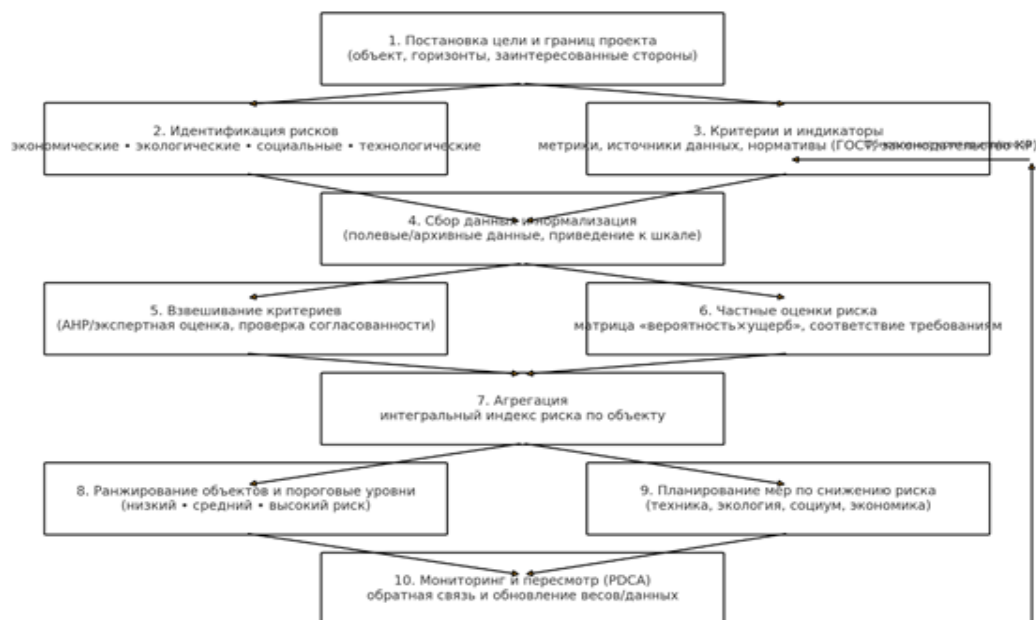 1. Постановка цели и границ проекта
(объект, горизонты, заинтересованные стороны)
2. Идентификация рисков
экономические • экологические • социальные • технологические
3. Критерии и индикаторы
метрики, источники данных, нормативы (ГОСТ, законодательство КР)
4. Сбор данных и нормализация
(полевые/архивные данные, приведение к шкале)
5. Взвешивание критериев
(AHP/экспертная оценка, проверка согласованности)
6. Частные оценки риска
матрица «вероятность×ущерб», соответствие требованиям
7. Агрегация
интегральный индекс риска по объекту
8. Ранжирование объектов и пороговые уровни
(низкий • средний • высокий риск)
9. Планирование мер по снижению риска
(техника, экология, социум, экономика)
10. Мониторинг и пересмотр (PDCA)
обратная связь и обновление весов/данных